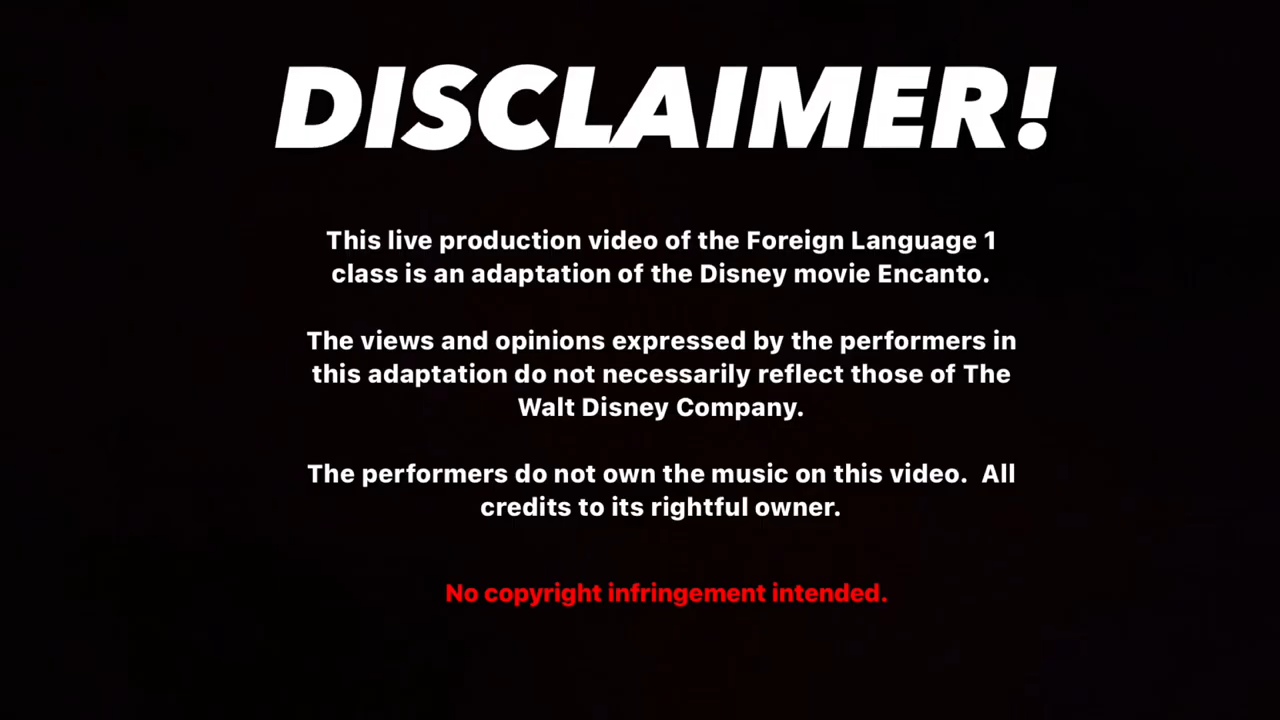 DISCLAIMER!
This live production video of the Foreign Language 1
class is an adaptation of the Disney movie Encanto.
The views and opinions expressed by the performers in
this adaptation do not necessarily reflect those of The
Walt Disney Company.
The performers do not own the music on this video.  All
credits to its rightful owner.
No copyright infringement intended.